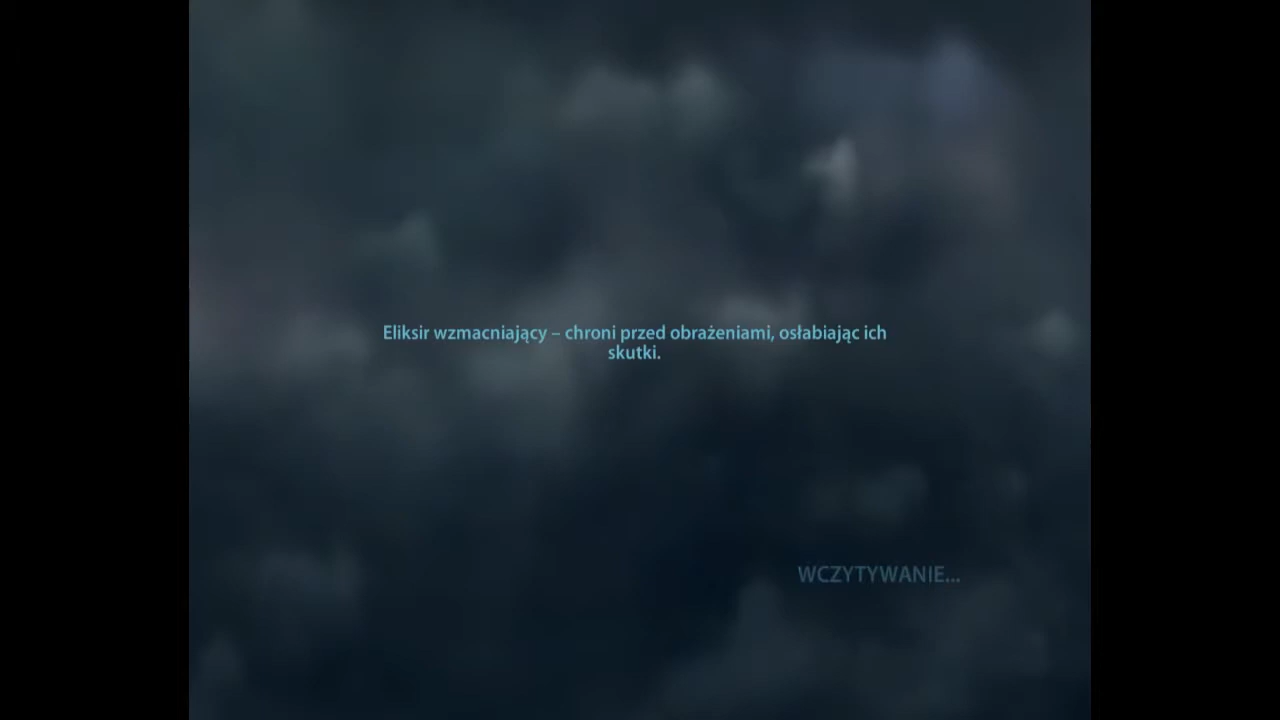 Eliksir wzmacniający – chroni przed obrażeniami, osłabiając ich
skutki.
WCZYTYWANIE...